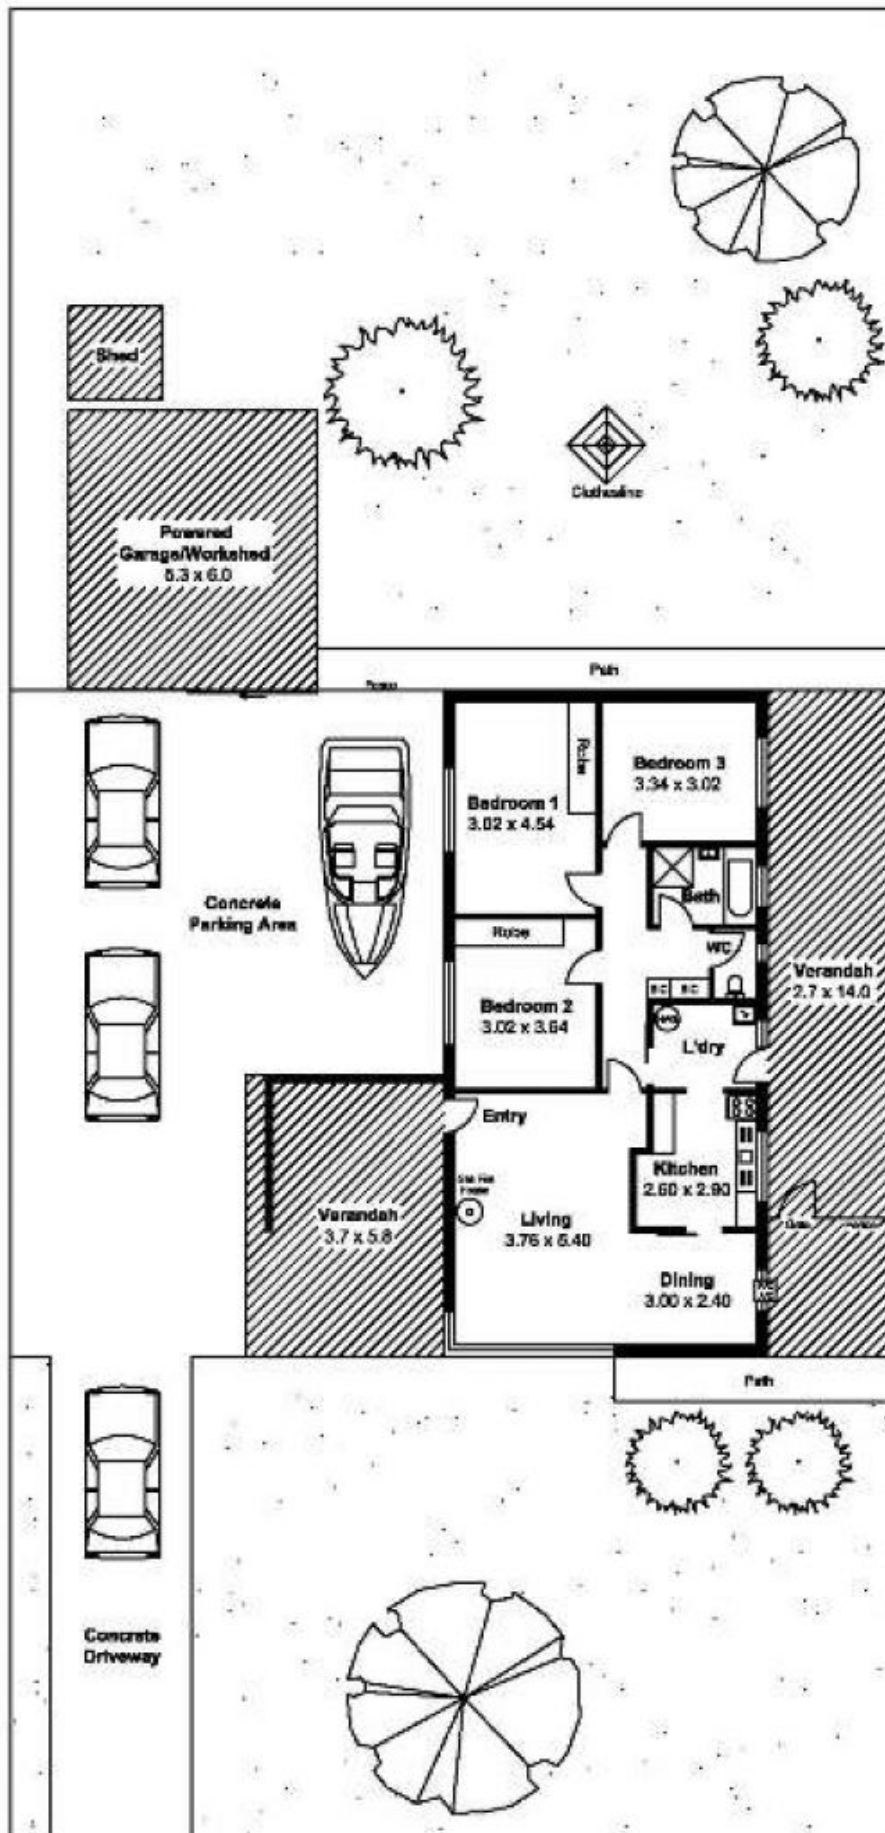 Shed
Powered
Garage/Workshed
5.3 x 6.0
Clothesline
Path
Robe
Bedroom 3
3.34 x 3.02
Bedroom 1
3.02 x 4.54
Concrete
Parking Area
Bath
Robe
WC
Verandah
2.7 x 14.0
Bedroom 2
3.02 x 3.64
L'dry
Entry
Kitchen
2.60 x 2.90
Verandah
3.7 x 5.8
Living
3.76 x 5.40
Dining
3.00 x 2.40
Path
Concrete
Driveway